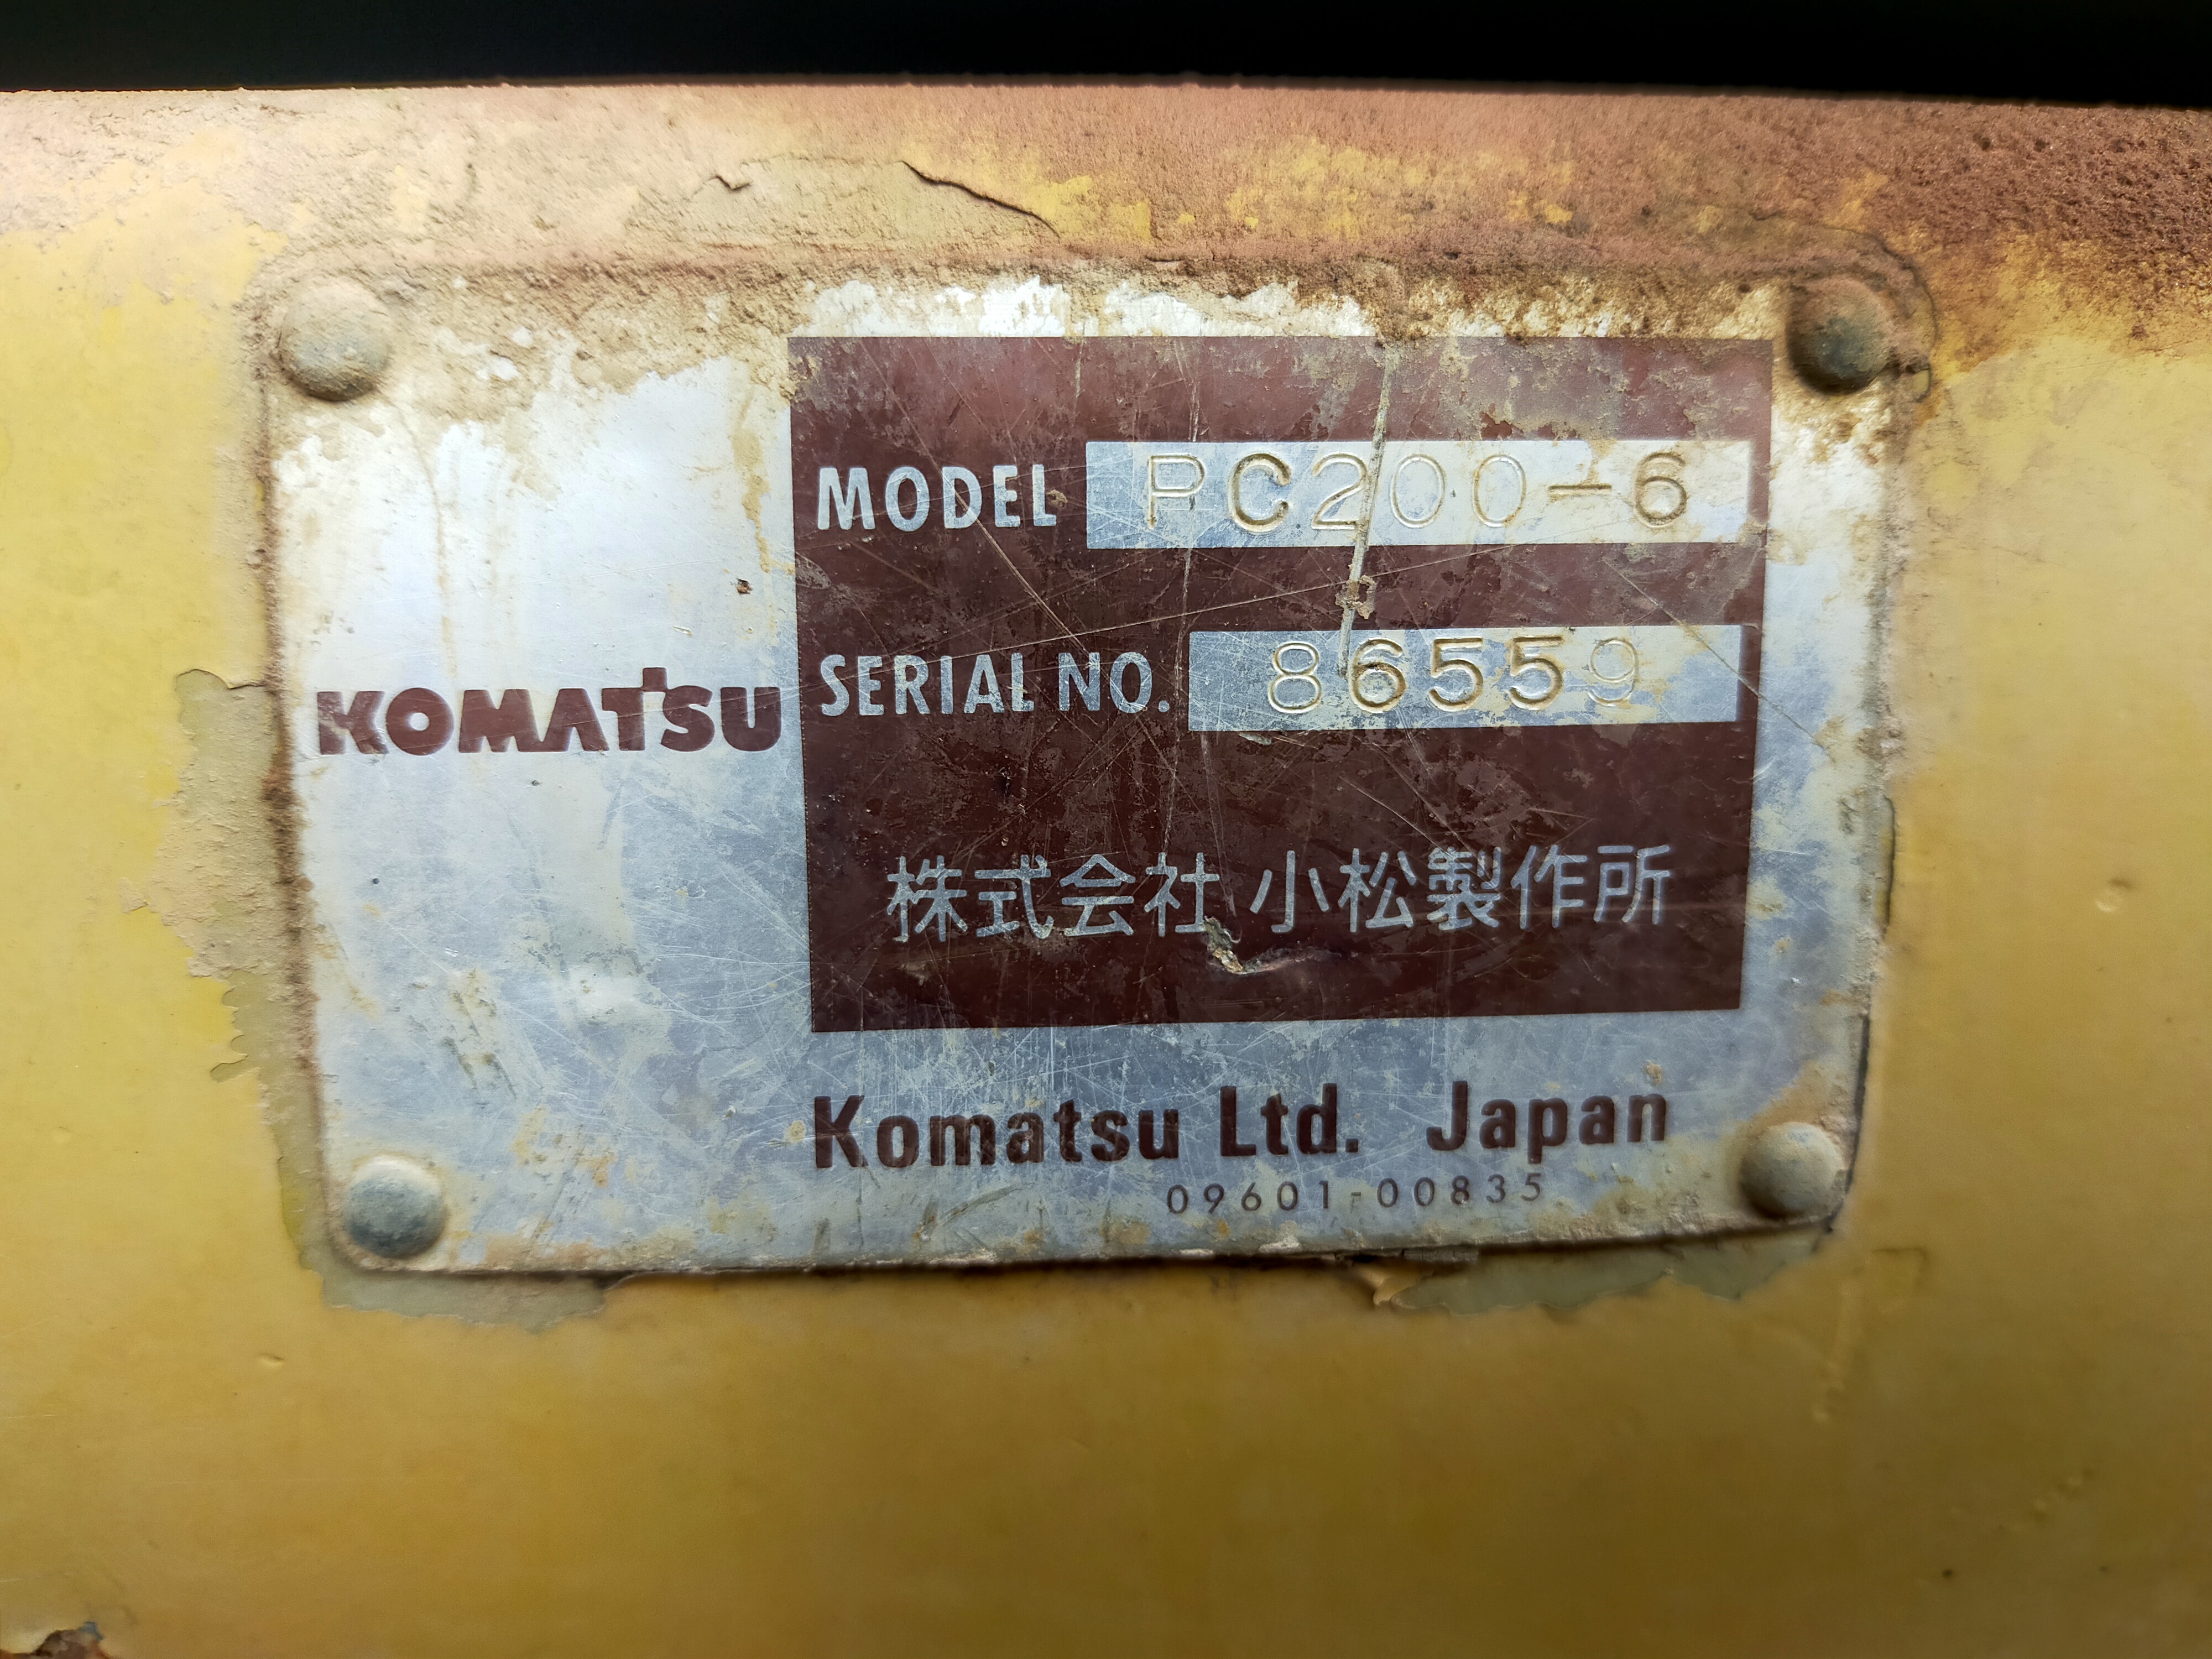 MODEL PC200-6
SERIAL NO. 86559
KOMATSU
株式会社 小松製作所
Komatsu Ltd. Japan
09601-00835